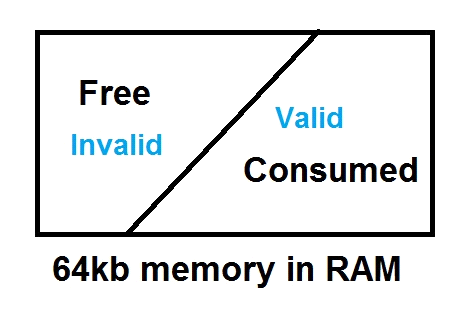 Free
Invalid
Valid
Consumed
64kb memory in RAM